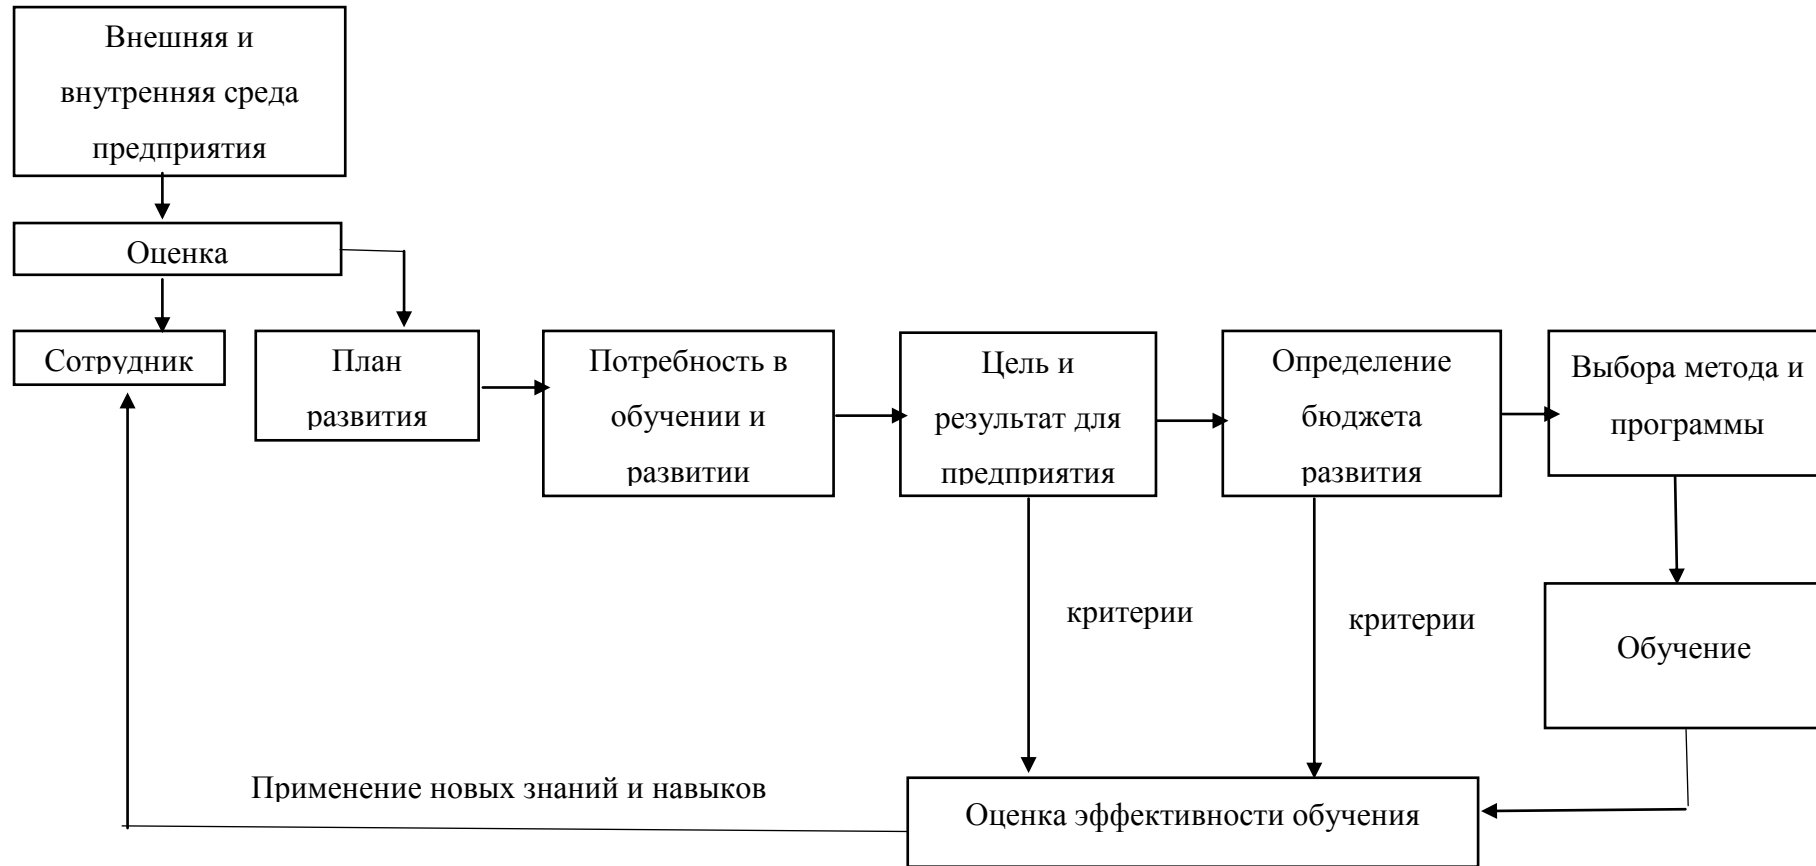 Внешняя и
внутренняя среда
предприятия
Оценка
Сотрудник
План
развития
Потребность в
обучении и
развитии
Цель и
результат для
предприятия
Определение
бюджета
развития
Выбора метода и
программы
критерии
критерии
Обучение
Применение новых знаний и навыков
Оценка эффективности обучения